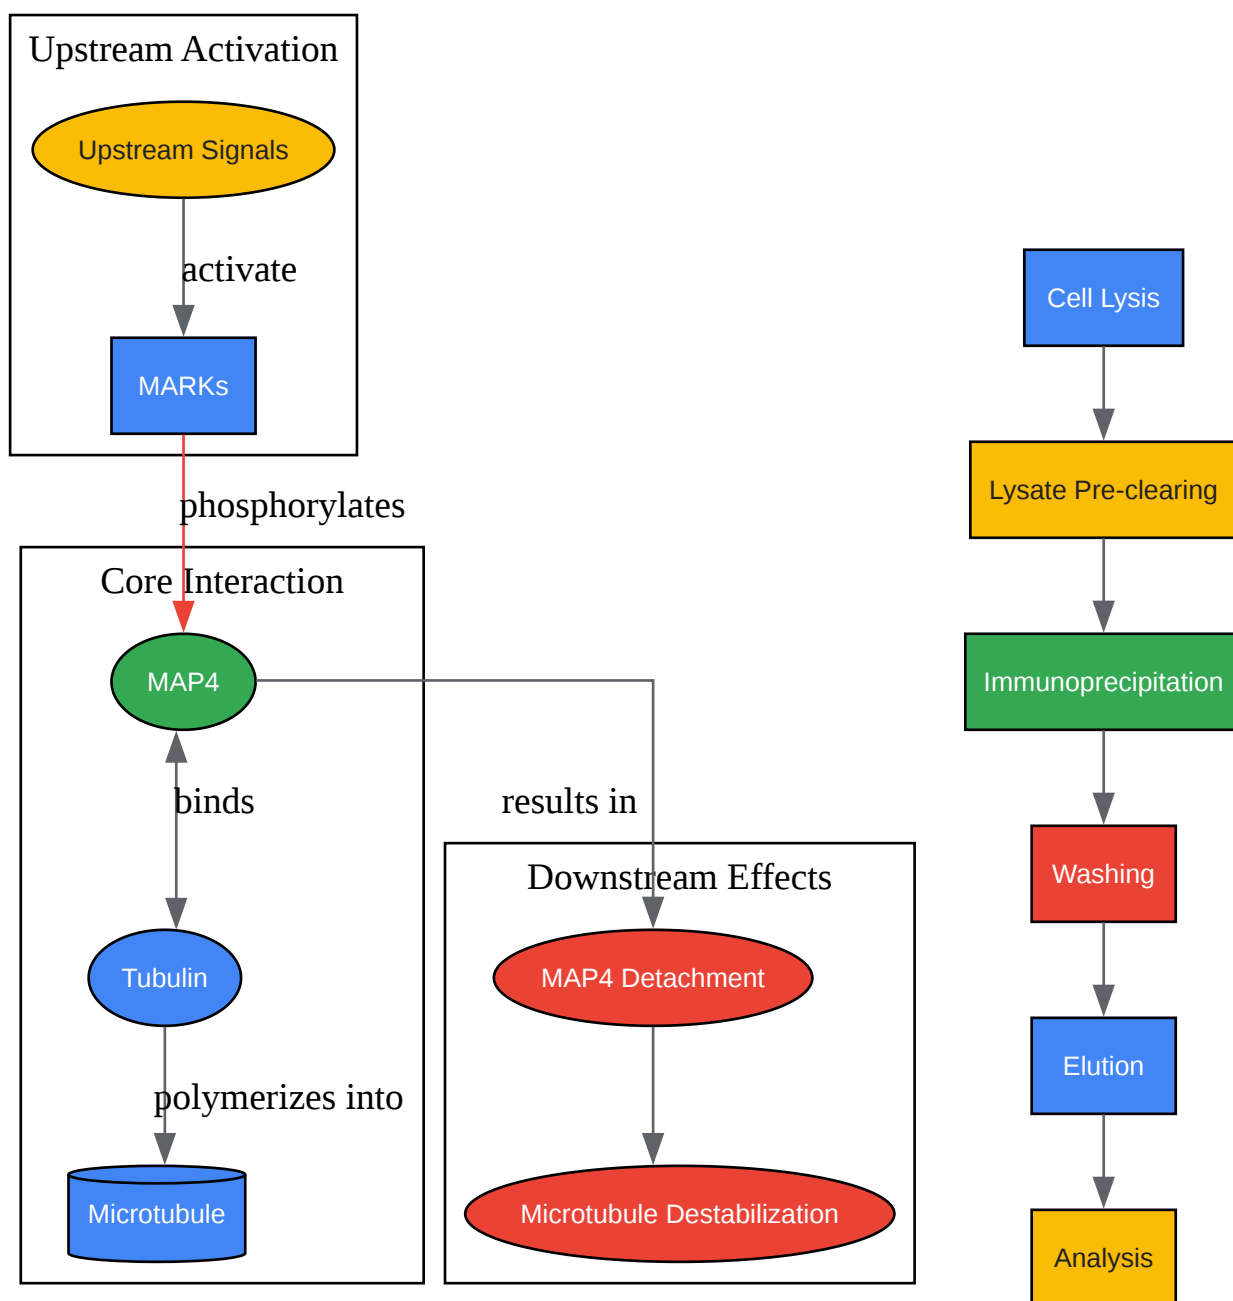 Upstream Activation
Upstream Signals
activate
MARKs
phosphorylates
Core Interaction
MAP4
binds
Tubulin
polymerizes into
Microtubule
results in
Downstream Effects
MAP4 Detachment
Microtubule Destabilization
Cell Lysis
Lysate Pre-clearing
Immunoprecipitation
Washing
Elution
Analysis